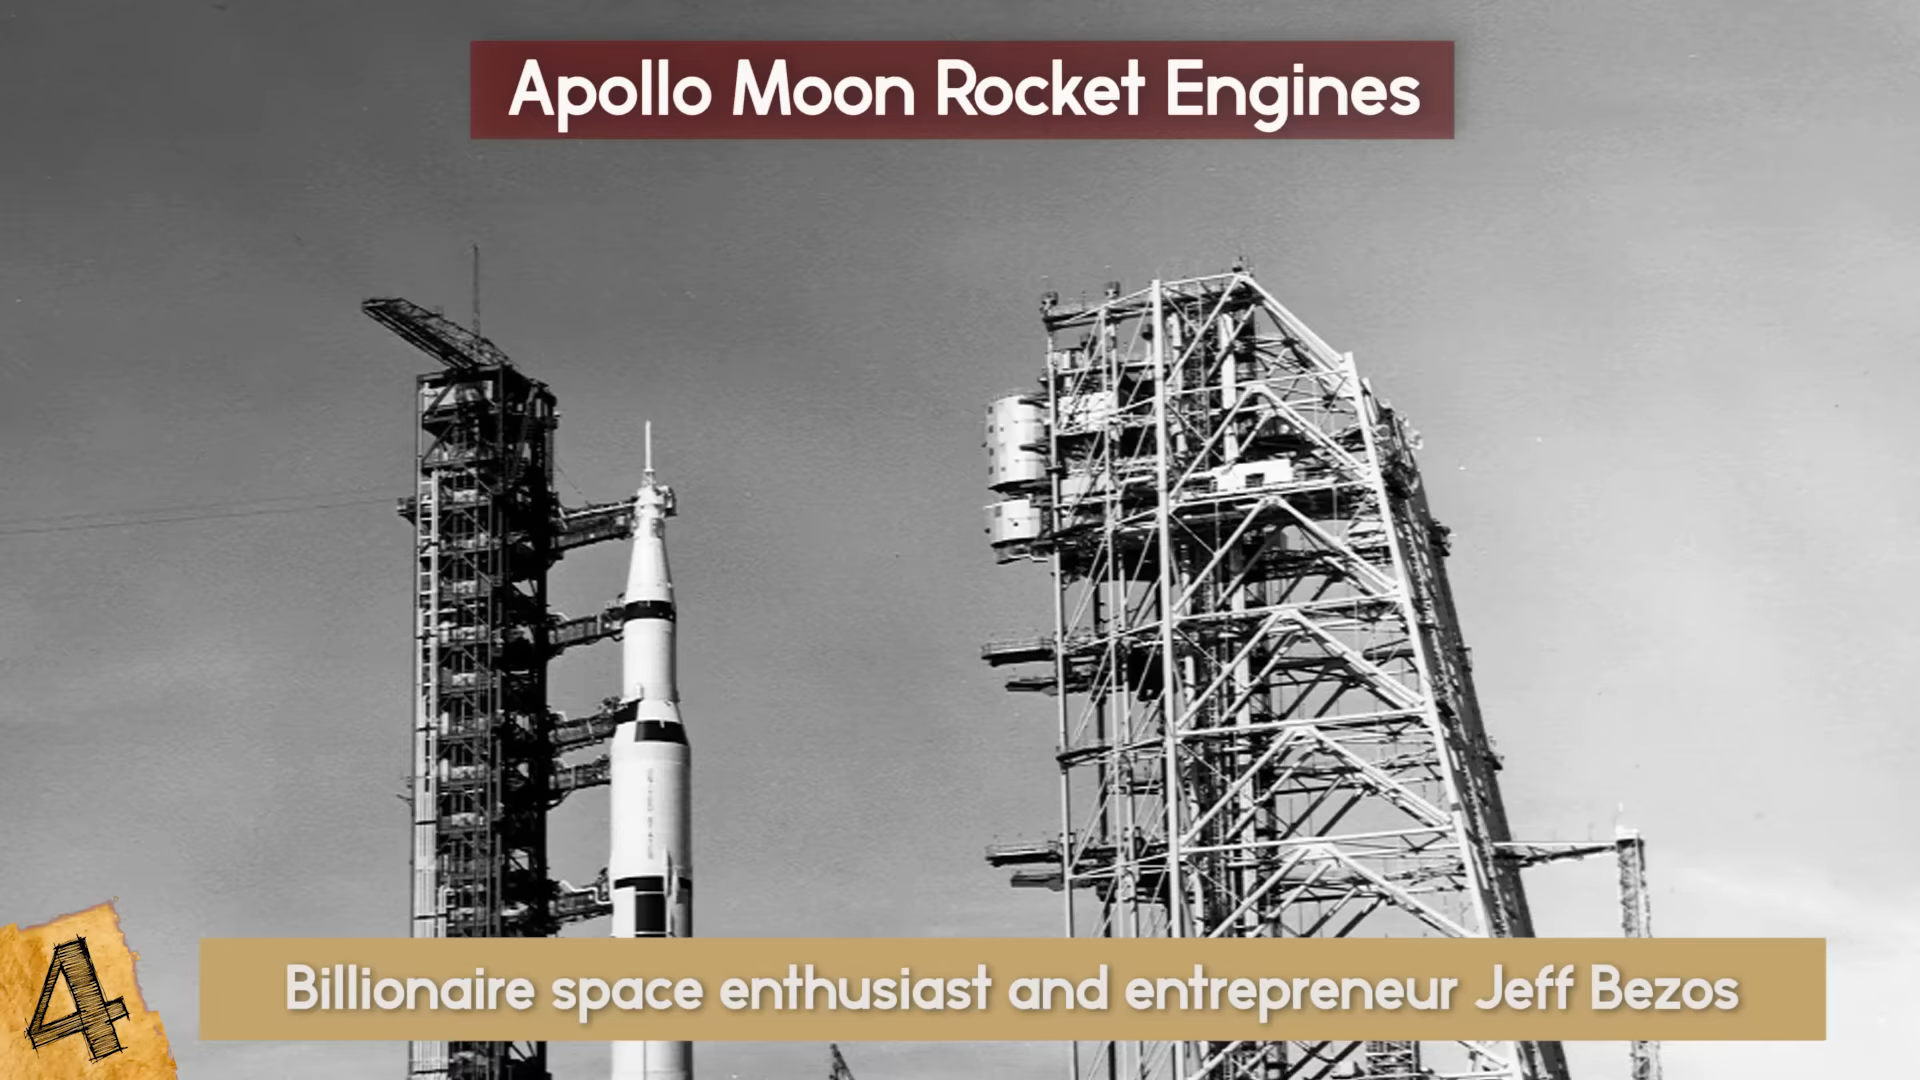 Apollo Moon Rocket Engines
4
Billionaire space enthusiast and entrepreneur Jeff Bezos